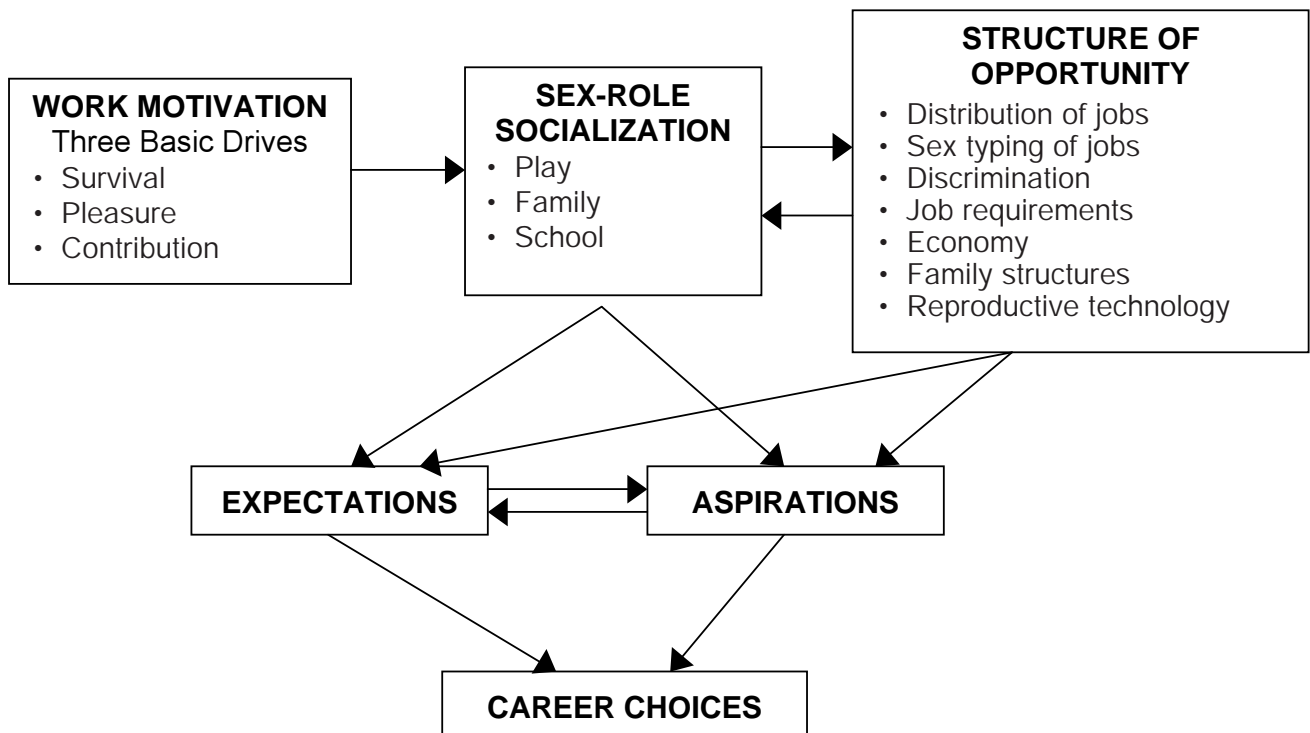 WORK MOTIVATION
Three Basic Drives
• Survival
• Pleasure
• Contribution
SEX-ROLE
SOCIALIZATION
• Play
• Family
• School
STRUCTURE OF
OPPORTUNITY
• Distribution of jobs
• Sex typing of jobs
• Discrimination
• Job requirements
• Economy
• Family structures
• Reproductive technology
EXPECTATIONS
ASPIRATIONS
CAREER CHOICES